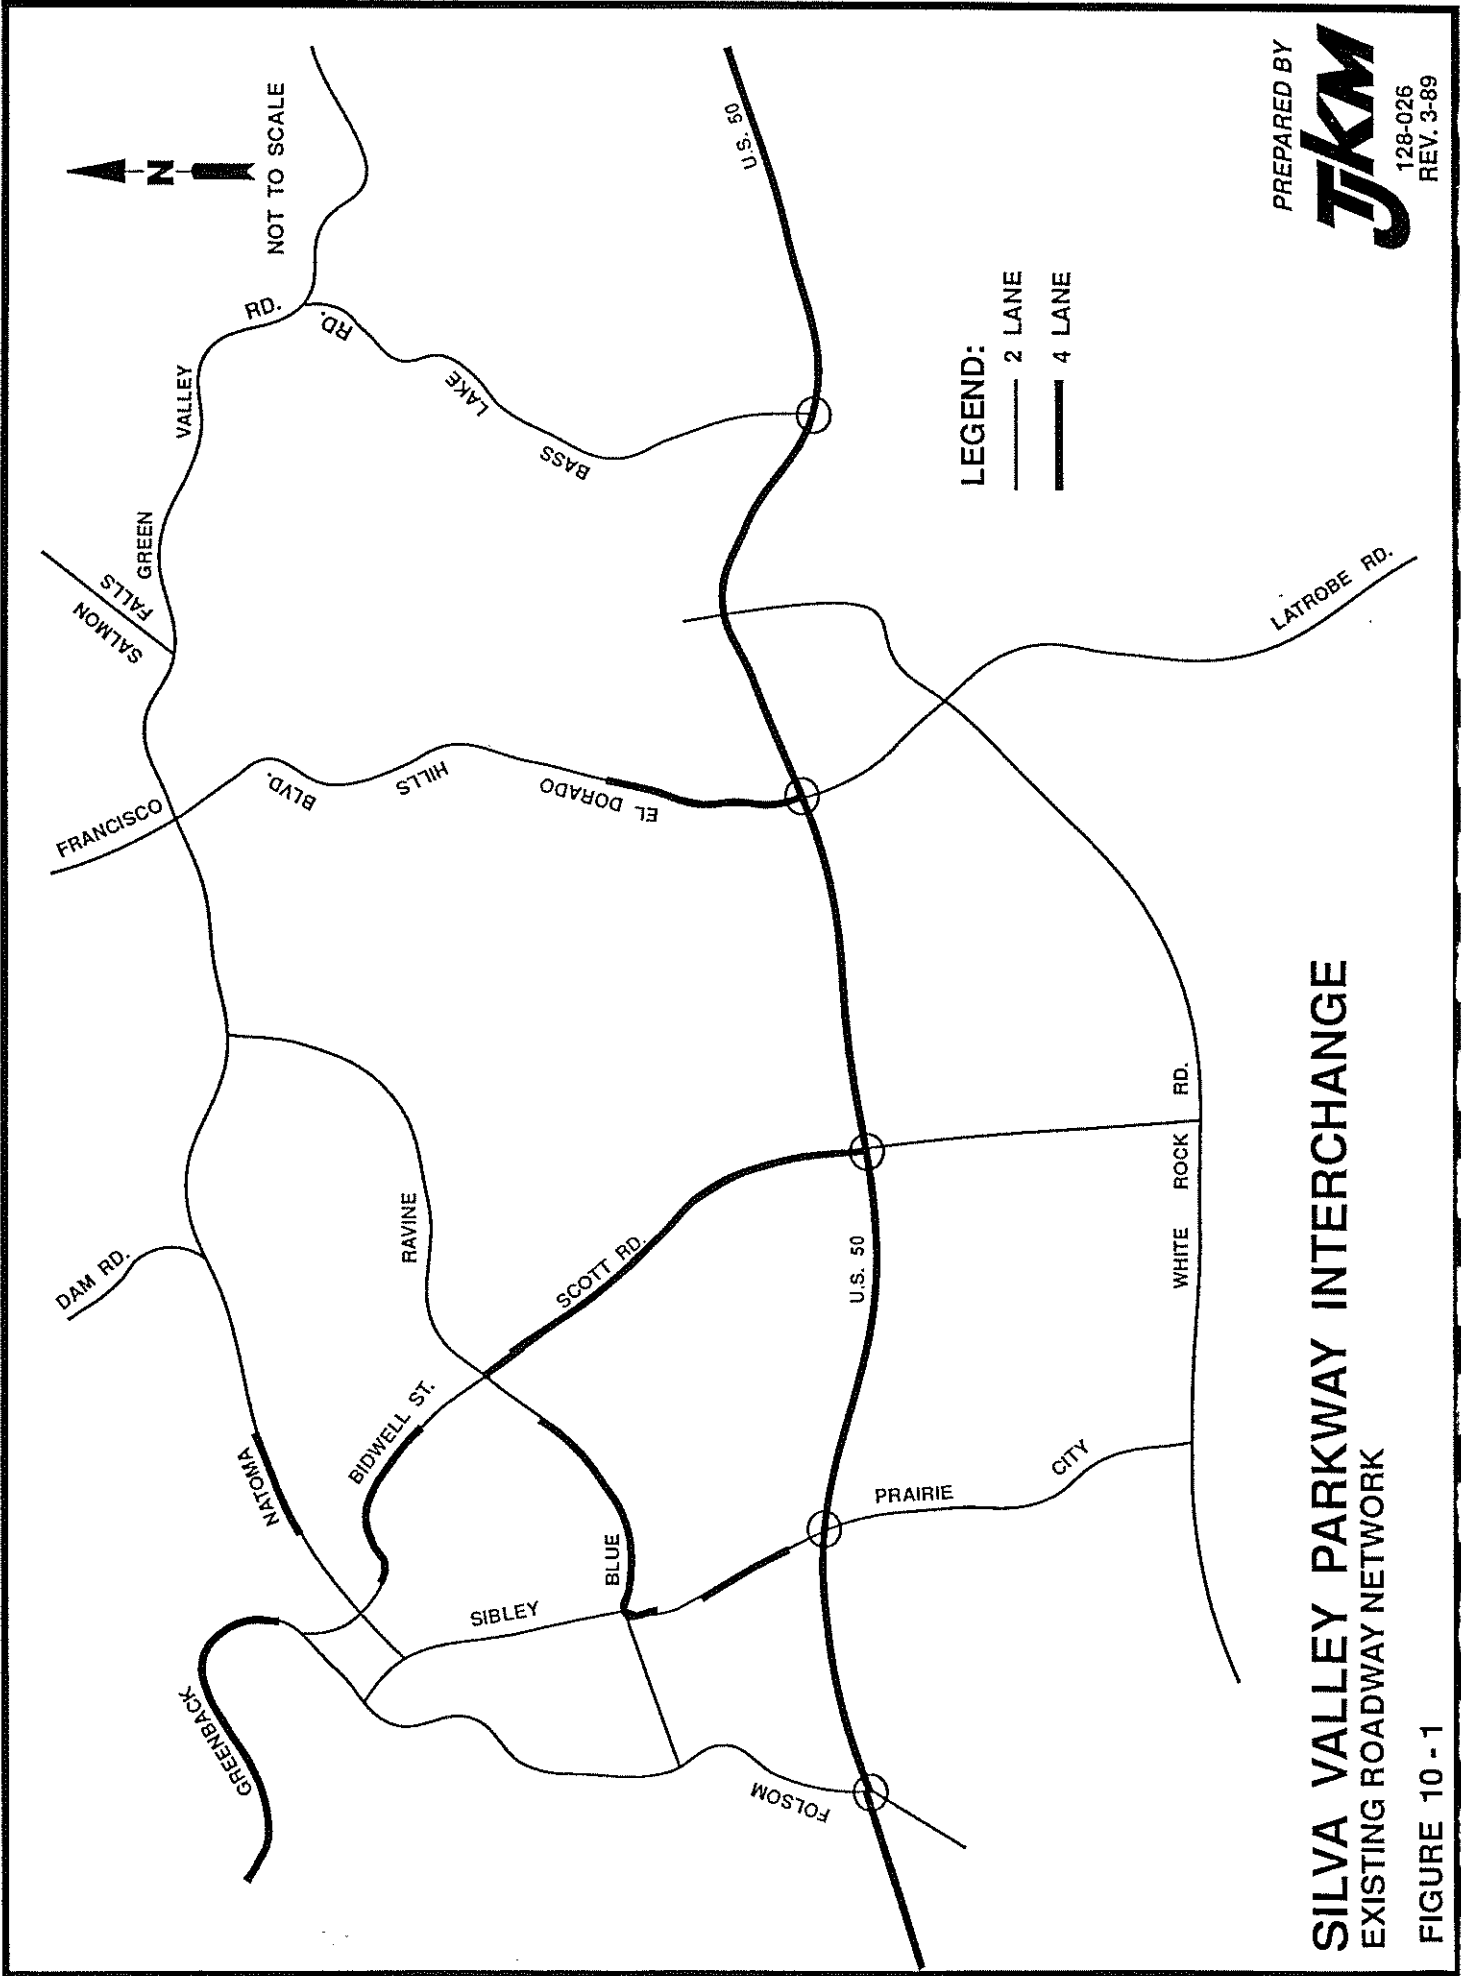 GREENBACK
NATOMA
DAM RD.
FRANCISCO
SALMON
FALLS
GREEN
VALLEY
RD.
N
NOT TO SCALE
BIDWELL ST.
RAVINE
SCOTT RD.
BLUE
SIBLEY
FOLSOM
EL DORADO
HILLS
BLVD.
BASS
LAKE
RD.
U.S. 50
U.S. 50
PRAIRIE
CITY
WHITE ROCK RD.
LATROBE RD.
LEGEND:
2 LANE
4 LANE
SILVA VALLEY PARKWAY INTERCHANGE
EXISTING ROADWAY NETWORK
FIGURE 10-1
PREPARED BY
TJKM
128-026
REV. 3-89